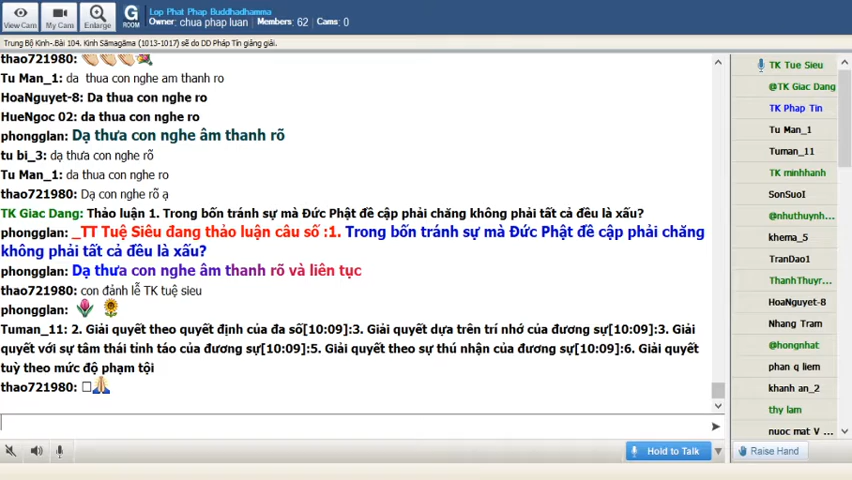 View Cam
My Cam
Enlarge
G
ROOM
Lop Phat Phap Buddhadhamma
Owner: chua phap luan Members: 62 Cams: 0
Trung Bộ Kinh-.Bài 104. Kinh Sāmagāma (1013-1017) sẽ do DD Pháp Tín giảng giải.
thao721980:
Tu Man_1: da thua con nghe am thanh ro
HoaNguyet-8: Da thua con nghe ro
HueNgoc 02: da thua con nghe ro
phongglan: Dạ thưa con nghe âm thanh rõ
tu bi_3: dạ thưa con nghe rõ
Tu Man_1: da thua con nghe ro
thao721980: Dạ con nghe rõ ạ
TK Giac Dang: Thảo luận 1. Trong bốn tránh sự mà Đức Phật đề cập phải chăng không phải tất cả đều là xấu?
phongglan: _TT Tuệ Siêu đang thảo luận câu số :1. Trong bốn tránh sự mà Đức Phật đề cập phải chăng
không phải tất cả đều là xấu?
phongglan: Dạ thưa con nghe âm thanh rõ và liên tục
thao721980: con đảnh lễ TK tuệ sieu
phongglan:
Tuman_11: 2. Giải quyết theo quyết định của đa số[10:09]:3. Giải quyết dựa trên trí nhớ của đương sự[10:09]:3. Giải
quyết với sự tâm thái tỉnh táo của đương sự[10:09]:5. Giải quyết theo sự thú nhận của đương sự[10:09]:6. Giải quyết
tuỳ theo mức độ phạm tội
thao721980:
Hold to Talk
TK Tue Sieu
@TK Giac Dang
TK Phap Tin
Tu Man_1
Tuman_11
TK minhhanh
SonSuoI
@nhuthuynh...
khema_5
TranDao1
ThanhThuyr...
HoaNguyet-8
Nhang Tram
@hongnhat
phan q liem
khanh an_2
thy lam
nuoc mat V ...
Raise Hand